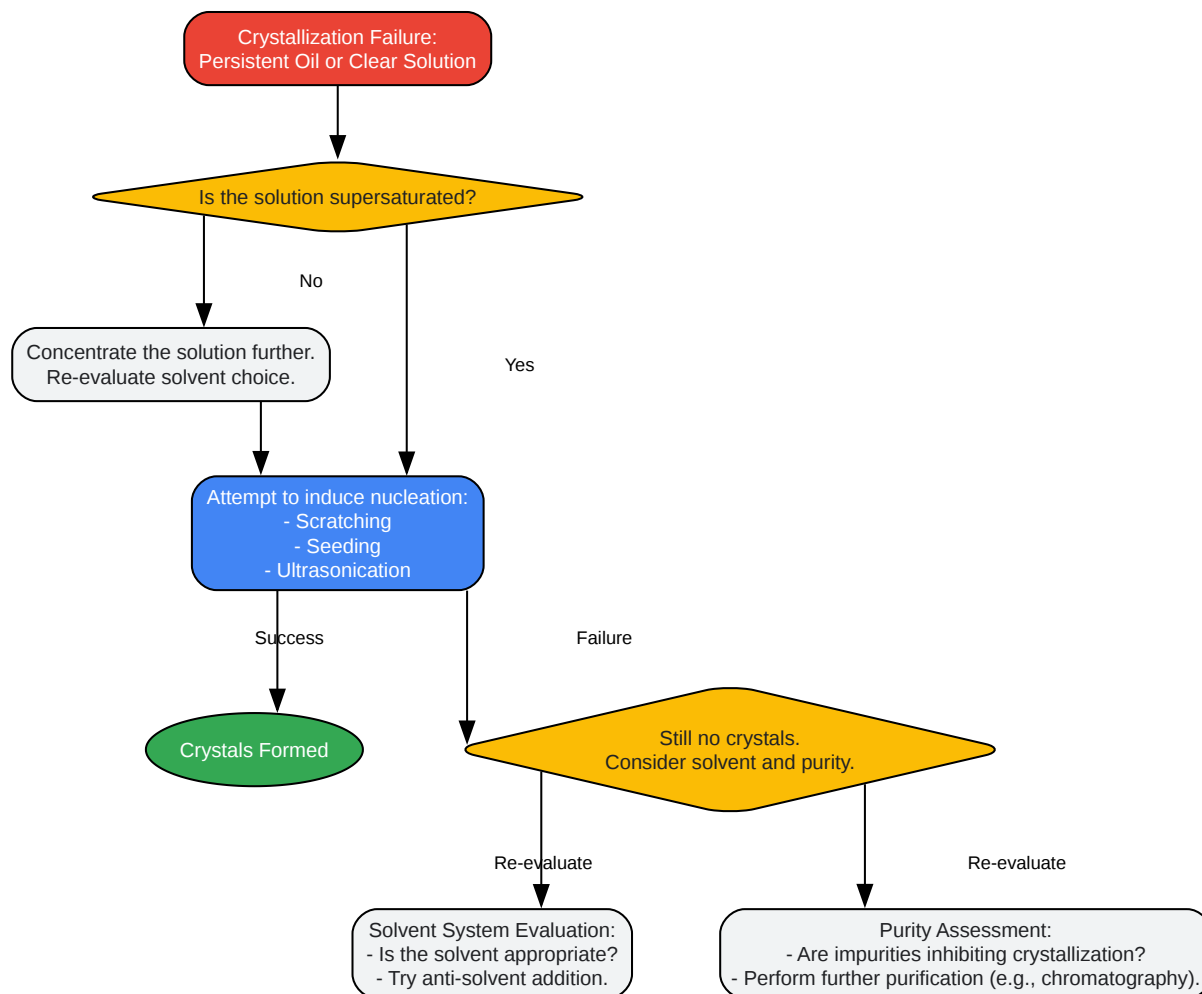 Crystallization Failure:
Persistent Oil or Clear Solution
Is the solution supersaturated?
No
Concentrate the solution further.
Re-evaluate solvent choice.
Yes
Attempt to induce nucleation:
- Scratching
- Seeding
- Ultrasonication
Success
Failure
Crystals Formed
Still no crystals.
Consider solvent and purity.
Re-evaluate
Re-evaluate
Solvent System Evaluation:
- Is the solvent appropriate?
- Try anti-solvent addition.
Purity Assessment:
- Are impurities inhibiting crystallization?
- Perform further purification (e.g., chromatography).